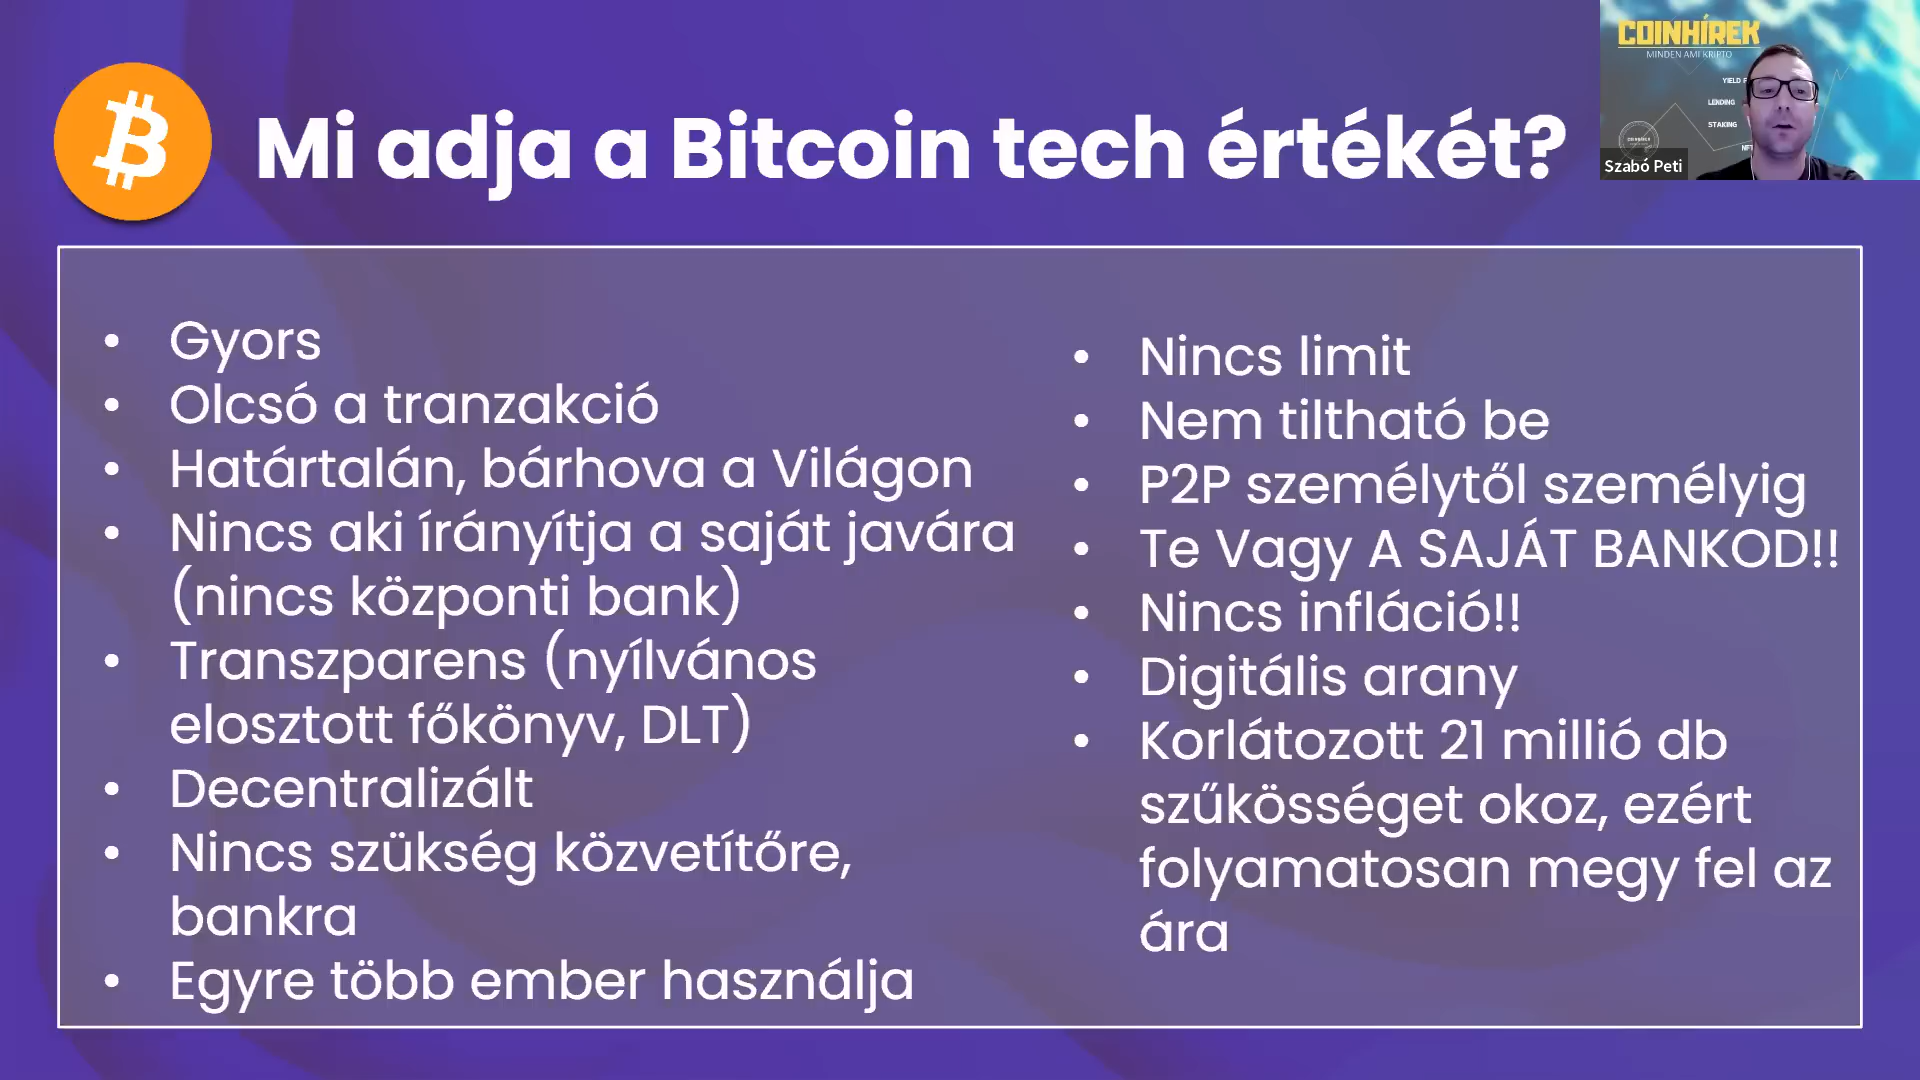 Mi adja a Bitcoin tech értékét?
COINHÍREK
MINDEN AMI KRIPTO
LENDING
STAKING
Szabó Peti
• Gyors
• Olcsó a tranzakció
• Határtalán, bárhova a Világon
• Nincs aki írányítja a saját javára
(nincs központi bank)
• Transzparens (nyílvános
elosztott főkönyv, DLT)
• Decentralizált
• Nincs szükség közvetítőre,
bankra
• Egyre több ember használja
• Nincs limit
• Nem tiltható be
• P2P személytől személyig
• Te Vagy A SAJÁT BANKOD!!
• Nincs infláció!!
• Digitális arany
• Korlátozott 21 millió db
szűkösséget okoz, ezért
folyamatosan megy fel az
ára